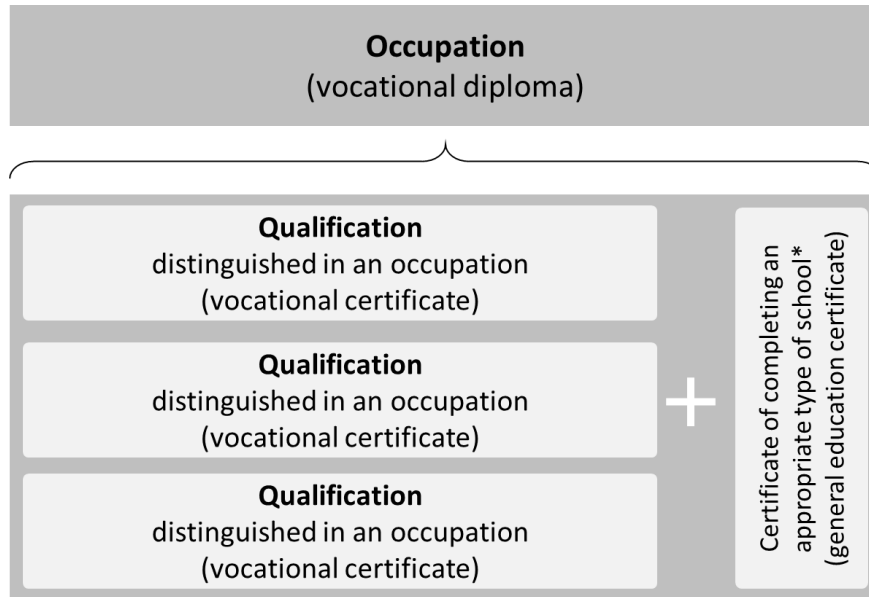 Occupation
(vocational diploma)
Qualification
distinguished in an occupation
(vocational certificate)
Qualification
distinguished in an occupation
(vocational certificate)
Qualification
distinguished in an occupation
(vocational certificate)
+
Certificate of completing an
appropriate type of school*
(general education certificate)